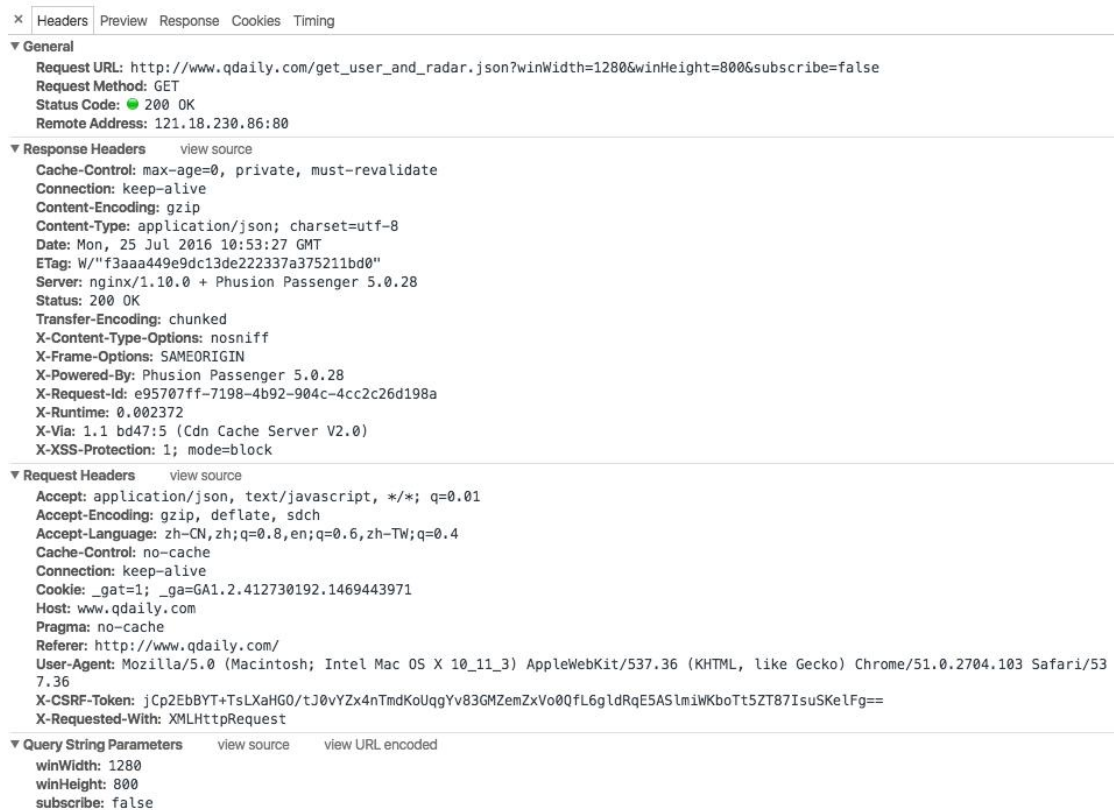 × Headers Preview Response Cookies Timing
▼ General
Request URL: http://www.qdaily.com/get_user_and_radar.json?winWidth=1280&winHeight=800&subscribe=false
Request Method: GET
Status Code: 200 OK
Remote Address: 121.18.230.86:80
▼ Response Headers view source
Cache-Control: max-age=0, private, must-revalidate
Connection: keep-alive
Content-Encoding: gzip
Content-Type: application/json; charset=utf-8
Date: Mon, 25 Jul 2016 10:53:27 GMT
ETag: W/"f3aaa449e9dc13de222337a375211bd0"
Server: nginx/1.10.0 + Phusion Passenger 5.0.28
Status: 200 OK
Transfer-Encoding: chunked
X-Content-Type-Options: nosniff
X-Frame-Options: SAMEORIGIN
X-Powered-By: Phusion Passenger 5.0.28
X-Request-Id: e95707ff-7198-4b92-904c-4cc2c26d198a
X-Runtime: 0.002372
X-Via: 1.1 bd47:5 (Cdn Cache Server V2.0)
X-XSS-Protection: 1; mode=block
▼ Request Headers view source
Accept: application/json, text/javascript, */*; q=0.01
Accept-Encoding: gzip, deflate, sdch
Accept-Language: zh-CN,zh;q=0.8,en;q=0.6,zh-TW;q=0.4
Cache-Control: no-cache
Connection: keep-alive
Cookie: _gat=1; _ga=GA1.2.412730192.1469443971
Host: www.qdaily.com
Pragma: no-cache
Referer: http://www.qdaily.com/
User-Agent: Mozilla/5.0 (Macintosh; Intel Mac OS X 10_11_3) AppleWebKit/537.36 (KHTML, like Gecko) Chrome/51.0.2704.103 Safari/53
7.36
X-CSRF-Token: jCp2EbBYT+TsLXaHGO/tJ0vYZx4nTmdKoUqgYv83GMZemZxVo0QfL6gldRqE5ASlmiWKboTt5ZT87IsuSKelFg==
X-Requested-With: XMLHttpRequest
▼ Query String Parameters view source view URL encoded
winWidth: 1280
winHeight: 800
subscribe: false